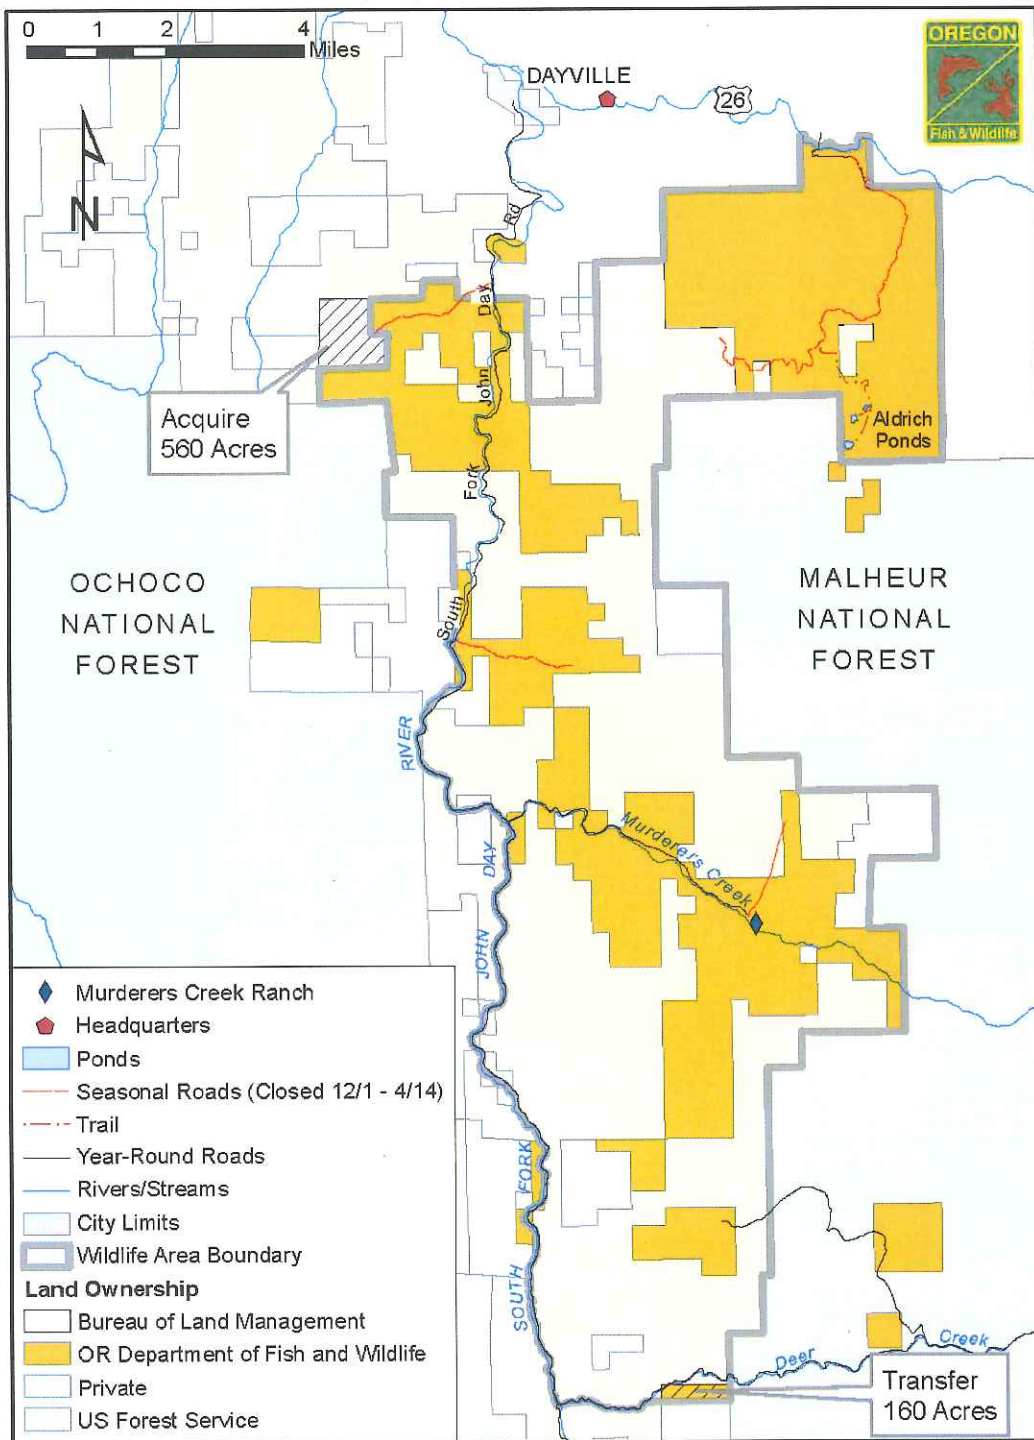 0 1 2 4
Miles
OREGON
Fish & Wildlife
DAYVILLE
26
N
Rd
Day
John
Fork
South
Acquire
560 Acres
Aldrich
Ponds
OCHOCO
NATIONAL
FOREST
MALHEUR
NATIONAL
FOREST
RIVER
DAY
JOHN
FORK
SOUTH
Murderers Creek
Murderers Creek Ranch
Headquarters
Ponds
Seasonal Roads (Closed 12/1 - 4/14)
Trail
Year-Round Roads
Rivers/Streams
City Limits
Wildlife Area Boundary
Land Ownership
Bureau of Land Management
OR Department of Fish and Wildlife
Private
US Forest Service
Deer Creek
Transfer
160 Acres